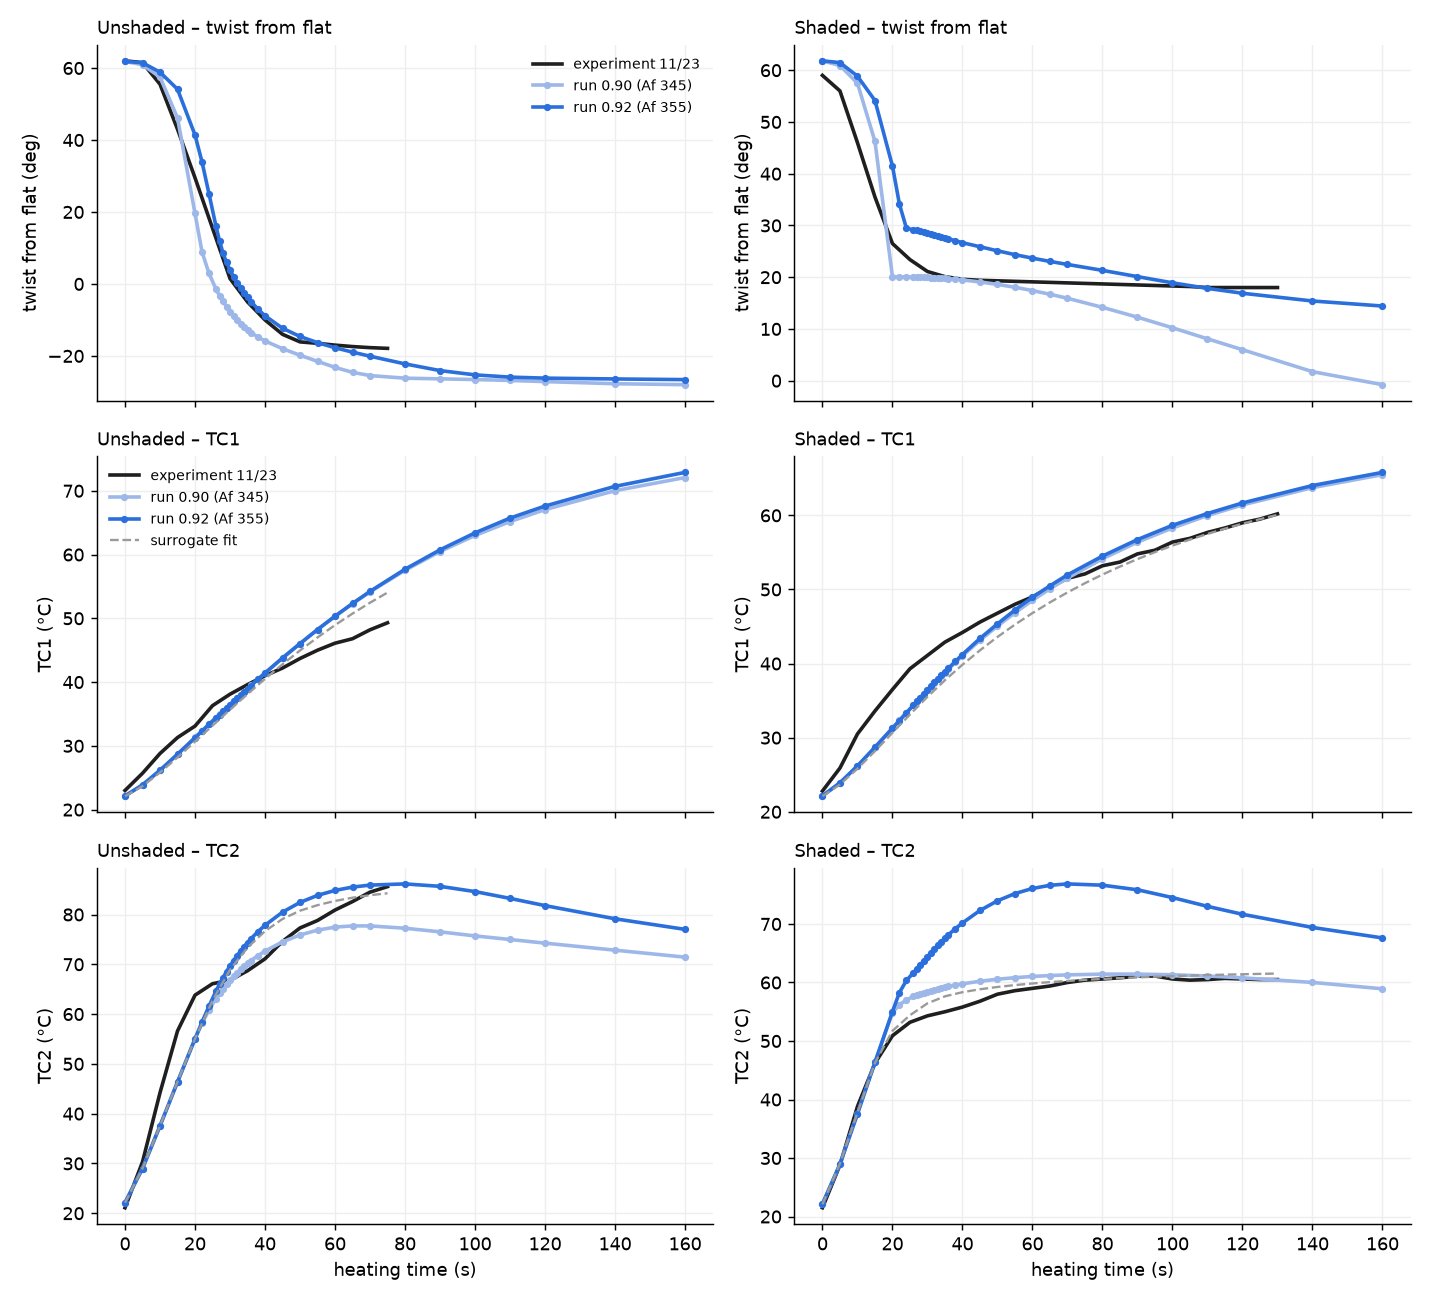 Unshaded – twist from flat
twist from flat (deg)
60
40
20
0
−20
experiment 11/23
run 0.90 (Af 345)
run 0.92 (Af 355)
Shaded – twist from flat
twist from flat (deg)
60
50
40
30
20
10
0
Unshaded – TC1
TC1 (°C)
70
60
50
40
30
20
experiment 11/23
run 0.90 (Af 345)
run 0.92 (Af 355)
surrogate fit
Shaded – TC1
TC1 (°C)
60
50
40
30
20
Unshaded – TC2
TC2 (°C)
80
70
60
50
40
30
20
0 20 40 60 80 100 120 140 160
heating time (s)
Shaded – TC2
TC2 (°C)
70
60
50
40
30
20
0 20 40 60 80 100 120 140 160
heating time (s)